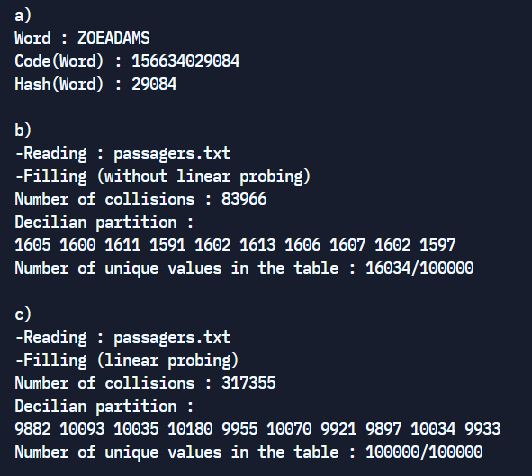 a)
Word : ZOEADAMS
Code(Word) : 156634029084
Hash(Word) : 29084
b)
-Reading : passagers.txt
-Filling (without linear probing)
Number of collisions : 83966
Decilian partition :
1605 1600 1611 1591 1602 1613 1606 1607 1602 1597
Number of unique values in the table : 16034/100000
c)
-Reading : passagers.txt
-Filling (linear probing)
Number of collisions : 317355
Decilian partition :
9882 10093 10035 10180 9955 10070 9921 9897 10034 9933
Number of unique values in the table : 100000/100000